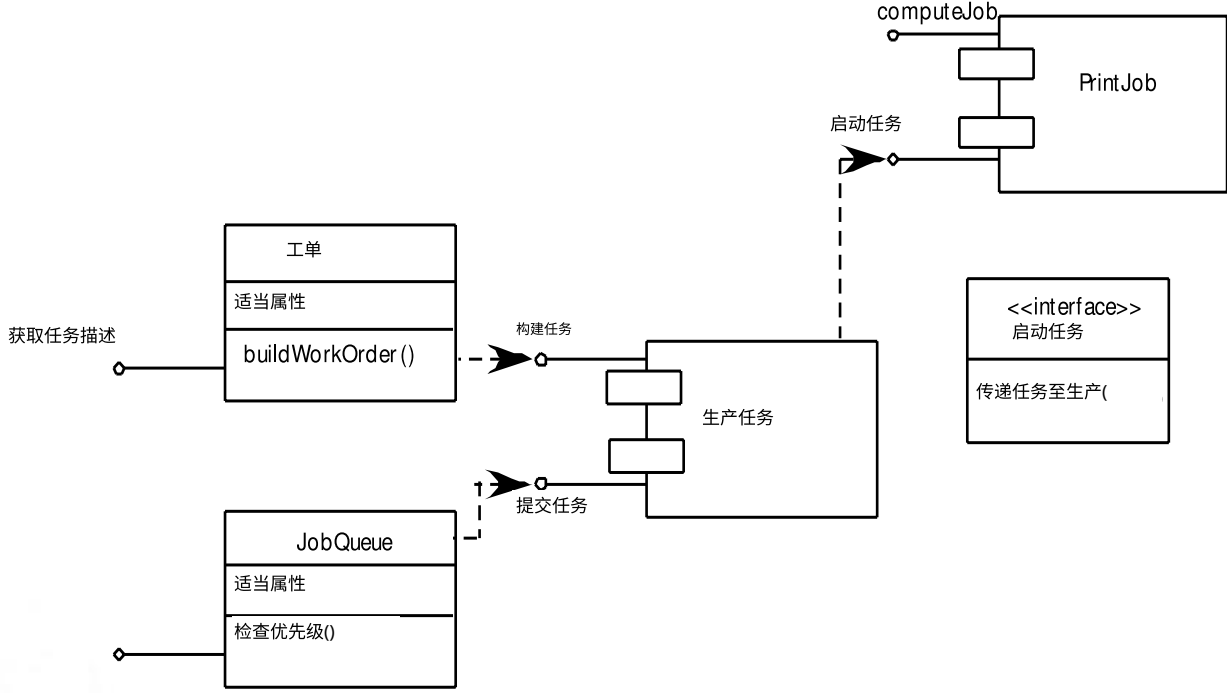 computeJob
PrintJob
启动任务
工单
适当属性
获取任务描述
buildWorkOrder()
构建任务
<<interface>>
启动任务
传递任务至生产(
生产任务
提交任务
JobQueue
适当属性
检查优先级()